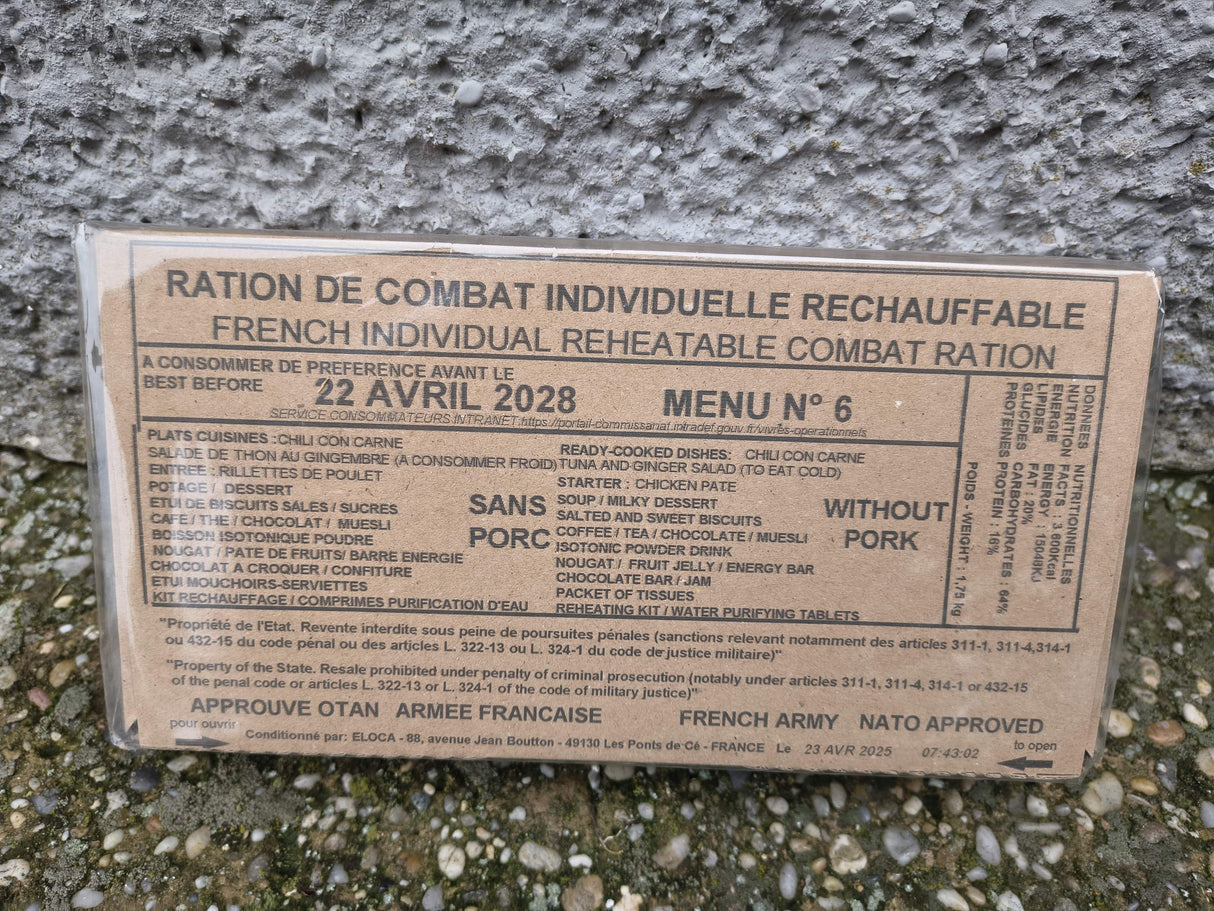 RATION DE COMBAT INDIVIDUELLE RECHAUFFABLE
FRENCH INDIVIDUAL REHEATABLE COMBAT RATION
A CONSOMMER DE PREFERENCE AVANT LE
BEST BEFORE
22 AVRIL 2028
MENU N° 6
SERVICE CONSOMMATEURS INTRANET:https://portail-commissariat.intradef.gouv.fr/vivres-operationnels
PLATS CUISINES :CHILI CON CARNE
SALADE DE THON AU GINGEMBRE (A CONSOMMER FROID)
ENTREE : RILLETTES DE POULET
POTAGE / DESSERT
ETUI DE BISCUITS SALES / SUCRES
CAFE / THE / CHOCOLAT / MUESLI
BOISSON ISOTONIQUE POUDRE
NOUGAT / PATE DE FRUITS/ BARRE ENERGIE
CHOCOLAT A CROQUER / CONFITURE
ETUI MOUCHOIRS-SERVIETTES
KIT RECHAUFFAGE / COMPRIMES PURIFICATION D'EAU
SANS
PORC
READY-COOKED DISHES: CHILI CON CARNE
TUNA AND GINGER SALAD (TO EAT COLD)
STARTER : CHICKEN PATE
SOUP / MILKY DESSERT
SALTED AND SWEET BISCUITS
COFFEE / TEA / CHOCOLATE / MUESLI
ISOTONIC POWDER DRINK
NOUGAT / FRUIT JELLY / ENERGY BAR
CHOCOLATE BAR / JAM
PACKET OF TISSUES
REHEATING KIT / WATER PURIFYING TABLETS
WITHOUT
PORK
DONNEES NUTRITIONNELLES
NUTRITION FACTS : 3 600Kcal
ENERGIE ENERGY : 15048KJ
LIPIDES FAT : 20%
GLUCIDES CARBOHYDRATES : 64%
PROTEINES PROTEIN : 16%
POIDS - WEIGHT : 1,75 kg
"Propriété de l'Etat. Revente interdite sous peine de poursuites pénales (sanctions relevant notamment des articles 311-1, 311-4,314-1
ou 432-15 du code pénal ou des articles L. 322-13 ou L. 324-1 du code de justice militaire)"
"Property of the State. Resale prohibited under penalty of criminal prosecution (notably under articles 311-1, 311-4, 314-1 or 432-15
of the penal code or articles L. 322-13 or L. 324-1 of the code of military justice)"
APPROUVE OTAN ARMEE FRANCAISE FRENCH ARMY NATO APPROVED
pour ouvrir
Conditionné par: ELOCA - 88, avenue Jean Boutton - 49130 Les Ponts de Cé - FRANCE Le 23 AVR 2025 07:43:02
to open